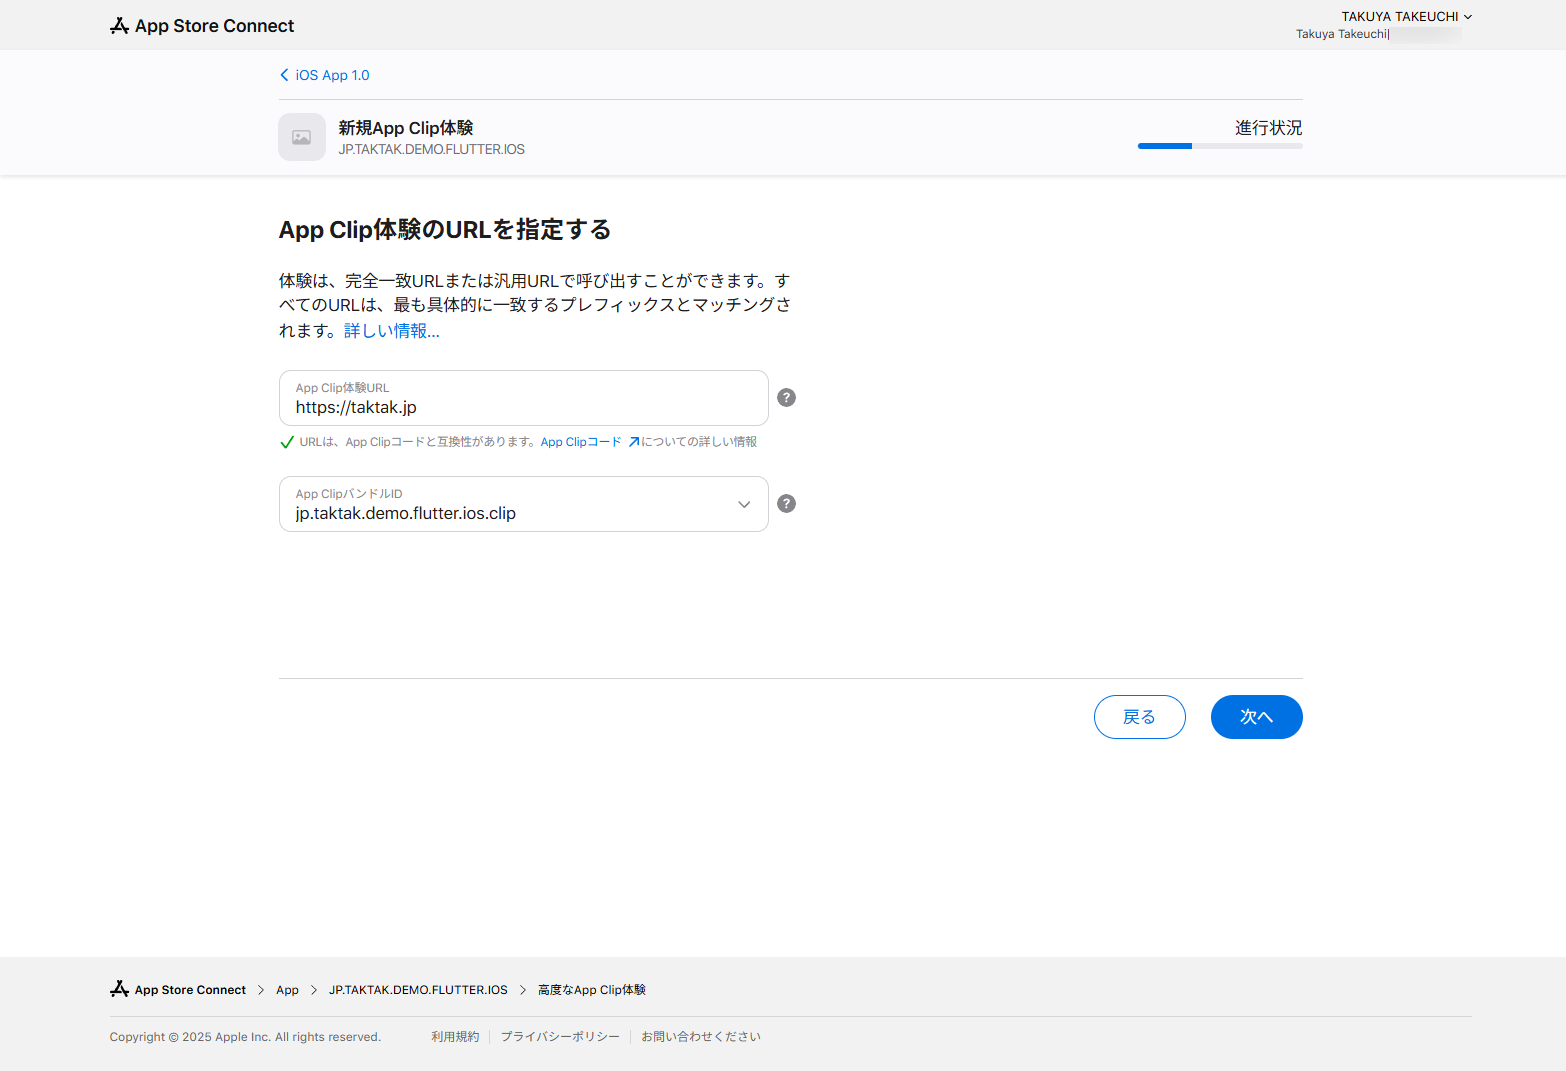 App Store Connect
TAKUYA TAKEUCHI
Takuya Takeuchi|
iOS App 1.0
新規App Clip体験
JP.TAKTAK.DEMO.FLUTTER.IOS
進行状況
App Clip体験のURLを指定する
体験は、完全一致URLまたは汎用URLで呼び出すことができます。す
べてのURLは、最も具体的に一致するプレフィックスとマッチングさ
れます。詳しい情報...
App Clip体験URL
https://taktak.jp
?
URLは、App Clipコードと互換性があります。App Clipコード についての詳しい情報
App ClipバンドルID
jp.taktak.demo.flutter.ios.clip
?
戻る
次へ
App Store Connect App JP.TAKTAK.DEMO.FLUTTER.IOS 高度なApp Clip体験
Copyright © 2025 Apple Inc. All rights reserved. 利用規約 プライバシーポリシー お問い合わせください